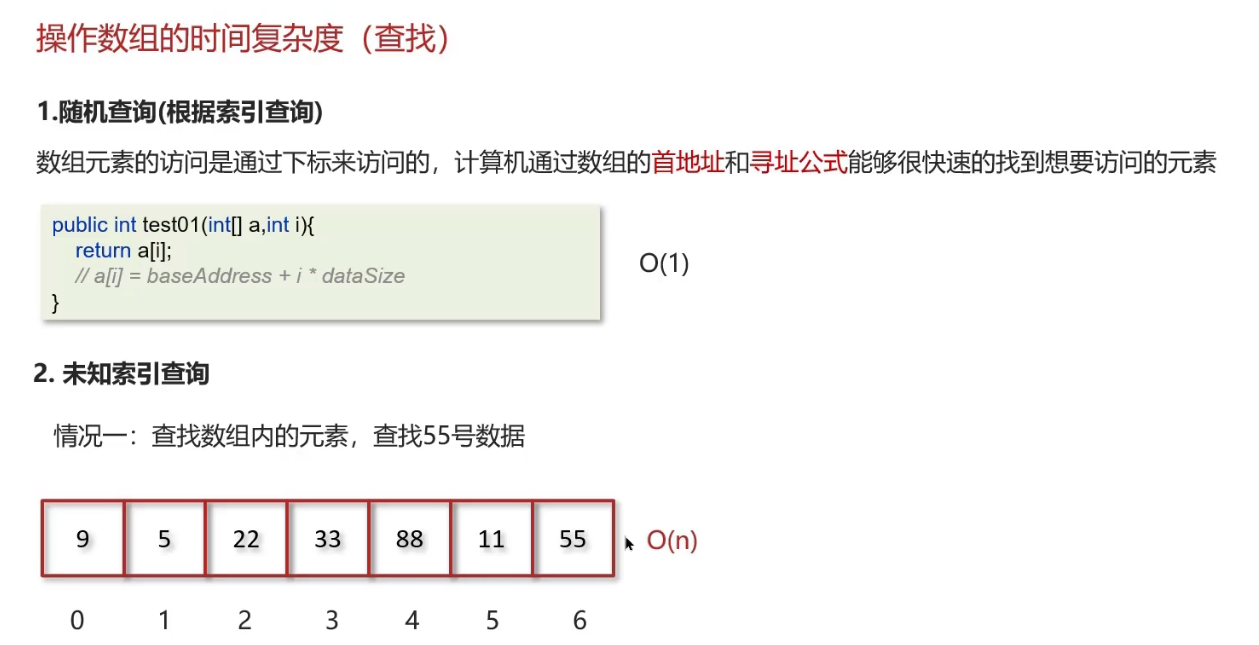 操作数组的时间复杂度（查找）
1.随机查询(根据索引查询)
数组元素的访问是通过下标来访问的，计算机通过数组的首地址和寻址公式能够很快速的找到想要访问的元素
public int test01(int[] a,int i){
return a[i];
// a[i] = baseAddress + i * dataSize
}
O(1)
2. 未知索引查询
情况一：查找数组内的元素，查找55号数据
9 5 22 33 88 11 55 O(n)
0 1 2 3 4 5 6